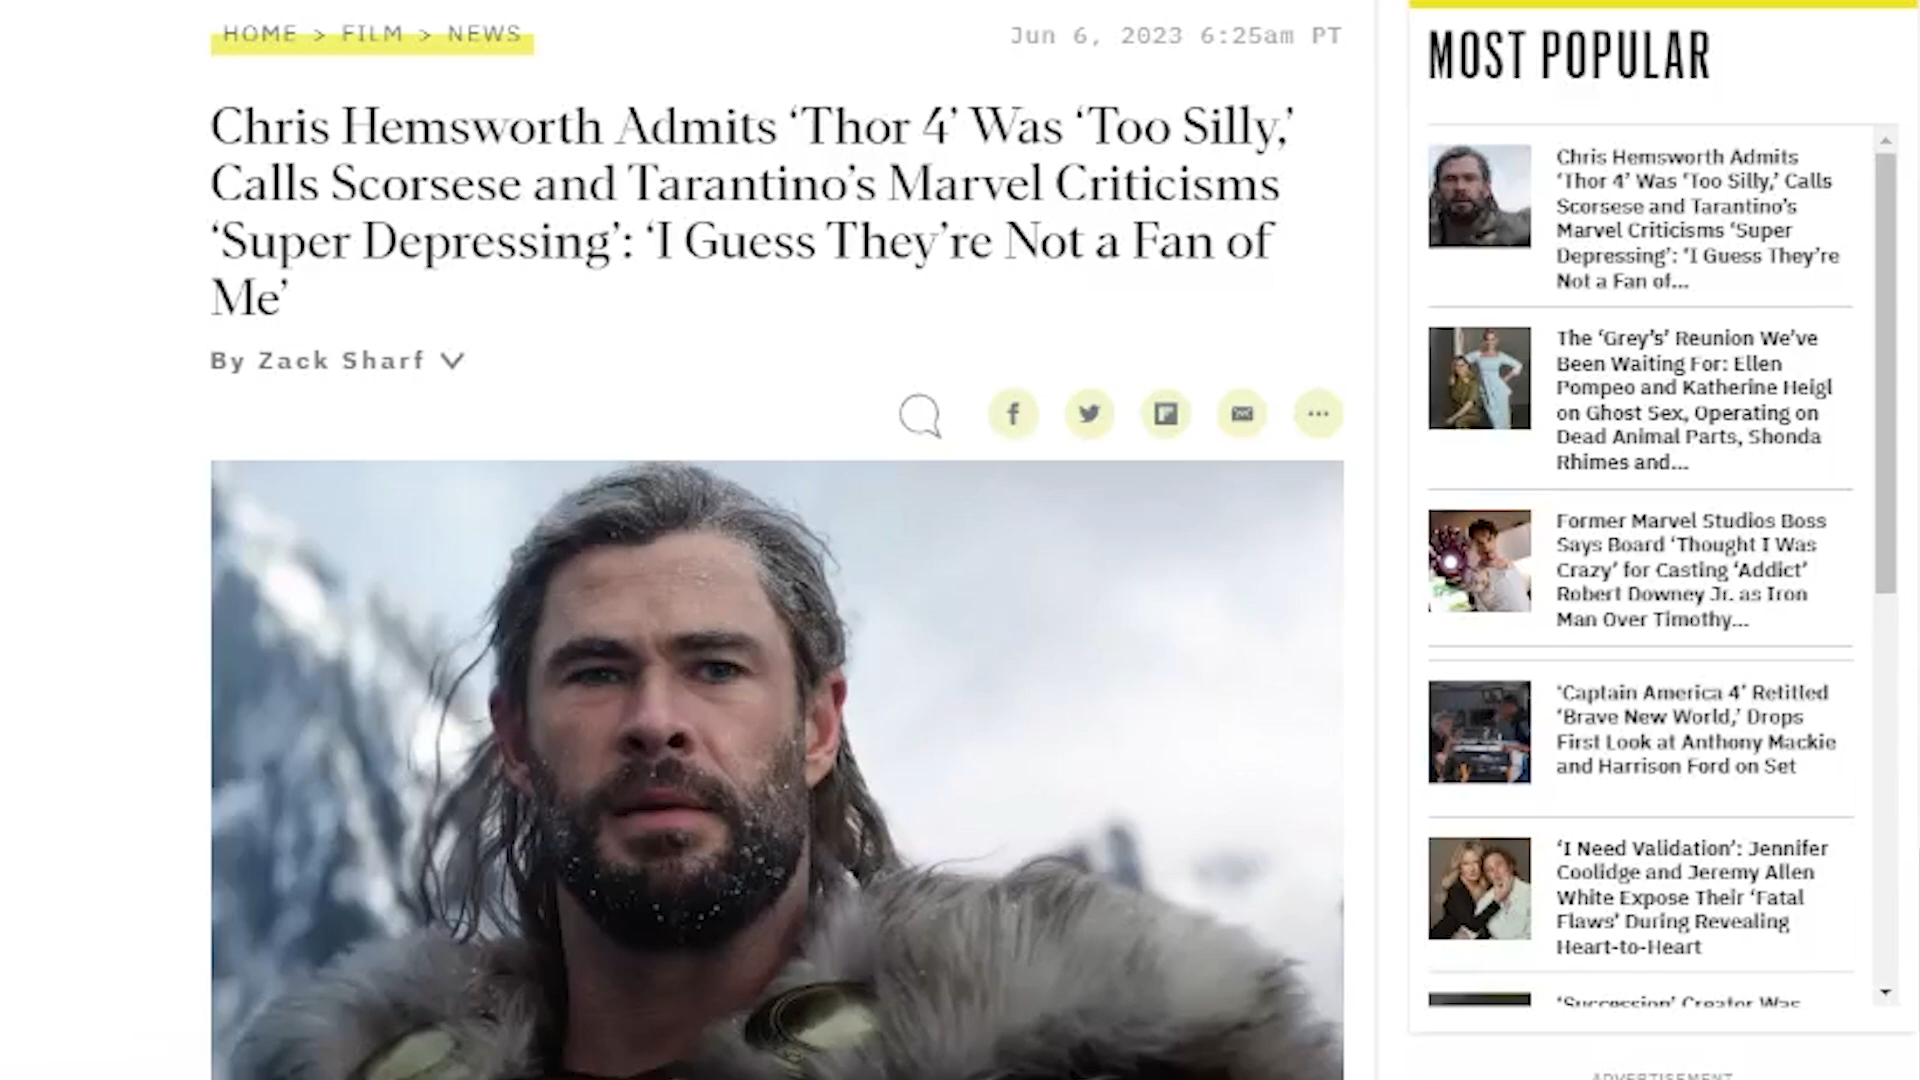 HOME > FILM > NEWS
Jun 6, 2023 6:25am PT
Chris Hemsworth Admits ‘Thor 4’ Was ‘Too Silly,’
Calls Scorsese and Tarantino’s Marvel Criticisms
‘Super Depressing’: ‘I Guess They’re Not a Fan of
Me’
By Zack Sharf
MOST POPULAR
Chris Hemsworth Admits
‘Thor 4’ Was ‘Too Silly,’ Calls
Scorsese and Tarantino’s
Marvel Criticisms ‘Super
Depressing’: ‘I Guess They’re
Not a Fan of...
The ‘Grey’s’ Reunion We’ve
Been Waiting For: Ellen
Pompeo and Katherine Heigl
on Ghost Sex, Operating on
Dead Animal Parts, Shonda
Rhimes and...
Former Marvel Studios Boss
Says Board ‘Thought I Was
Crazy’ for Casting ‘Addict’
Robert Downey Jr. as Iron
Man Over Timothy...
‘Captain America 4’ Retitled
‘Brave New World,’ Drops
First Look at Anthony Mackie
and Harrison Ford on Set
‘I Need Validation’: Jennifer
Coolidge and Jeremy Allen
White Expose Their ‘Fatal
Flaws’ During Revealing
Heart-to-Heart
‘Succession’ Creator Was
ADVERTISEMENT